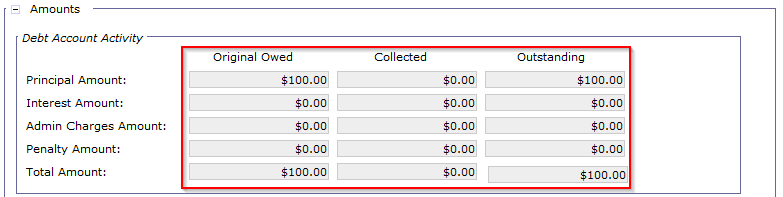 Amounts
Debt Account Activity
Original Owed Collected Outstanding
Principal Amount: $100.00 $0.00 $100.00
Interest Amount: $0.00 $0.00 $0.00
Admin Charges Amount: $0.00 $0.00 $0.00
Penalty Amount: $0.00 $0.00 $0.00
Total Amount: $100.00 $0.00 $100.00